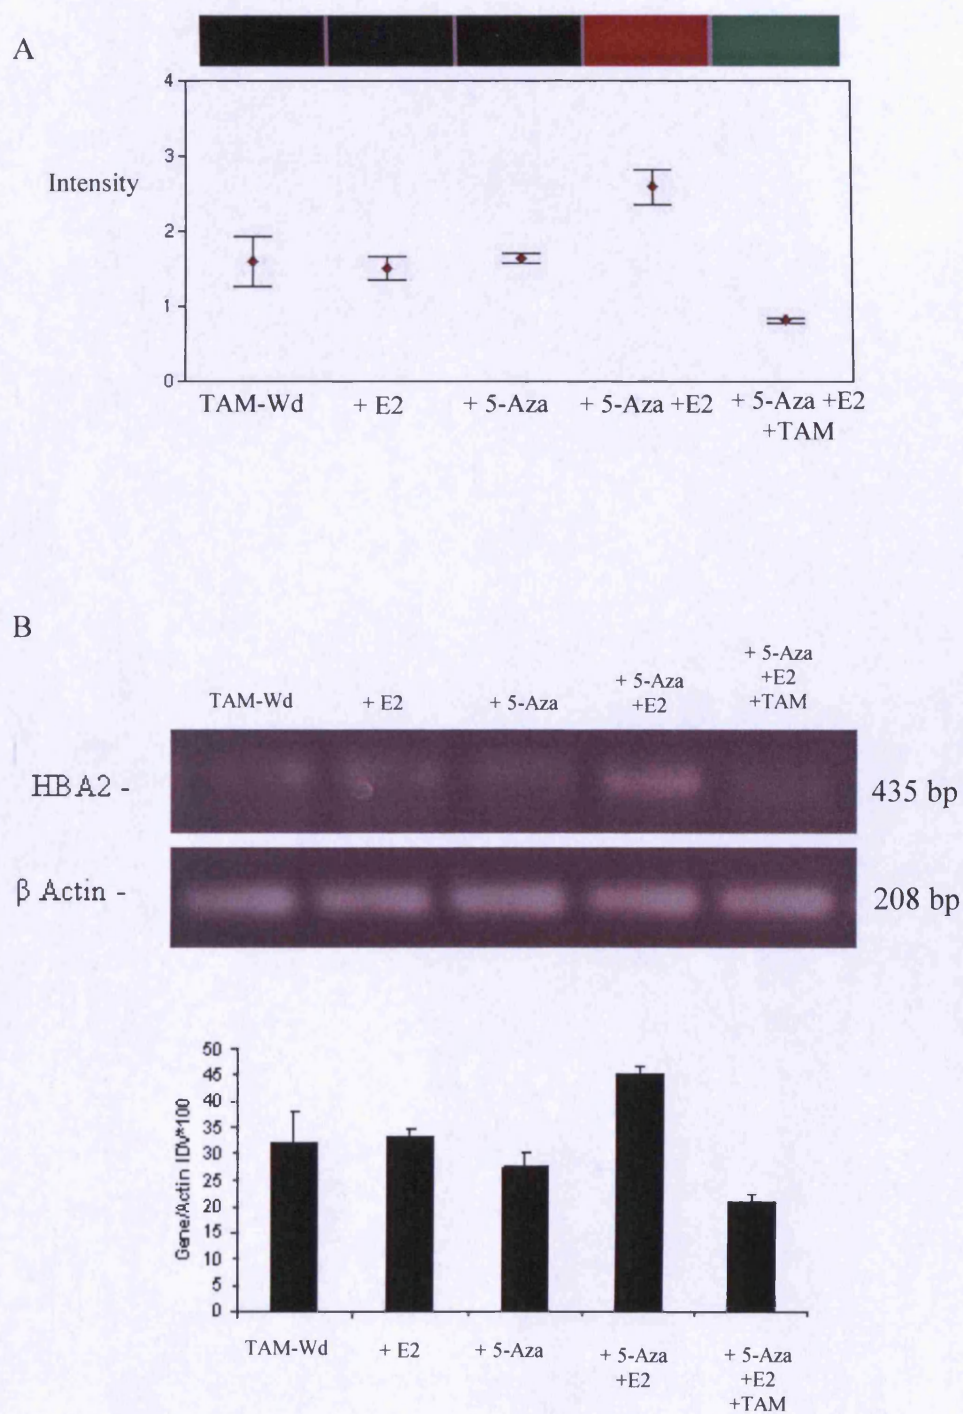 A
4
3
Intensity
2
1
0
TAM-Wd + E2 + 5-Aza + 5-Aza +E2 + 5-Aza +E2
+TAM
B
TAM-Wd + E2 + 5-Aza + 5-Aza
+E2 + 5-Aza
+E2
+TAM
HBA2 - 435 bp
β Actin - 208 bp
50
45
40
35
30
25
20
15
10
5
0
Gene/Actin IDV*100
TAM-Wd + E2 + 5-Aza + 5-Aza
+E2 + 5-Aza
+E2
+TAM